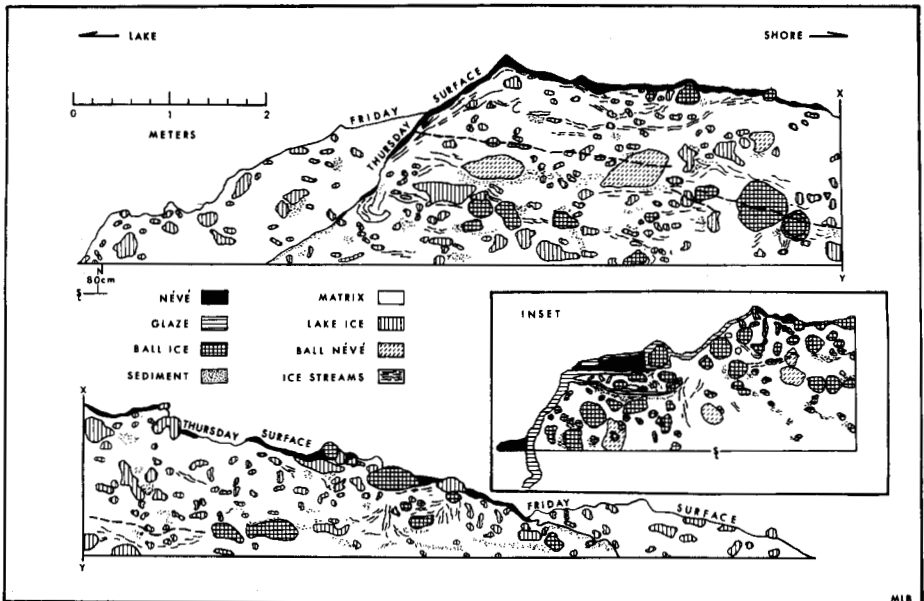 LAKE
SHORE
0 1 2
METERS
FRIDAY
THURSDAY SURFACE
X
Y
N
80cm
NÉVÉ
MATRIX
GLAZE
LAKE ICE
BALL ICE
BALL NÉVÉ
SEDIMENT
ICE STREAMS
INSET
X
THURSDAY SURFACE
FRIDAY SURFACE
Y
MLB